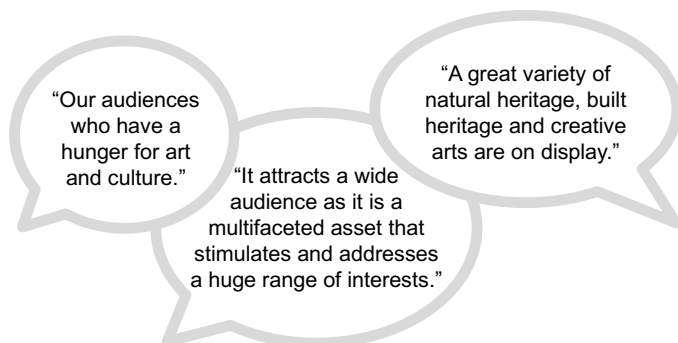 “Our audiences
who have a
hunger for art
and culture.”
“It attracts a wide
audience as it is a
multifaceted asset that
stimulates and addresses
a huge range of interests.”
“A great variety of
natural heritage, built
heritage and creative
arts are on display.”